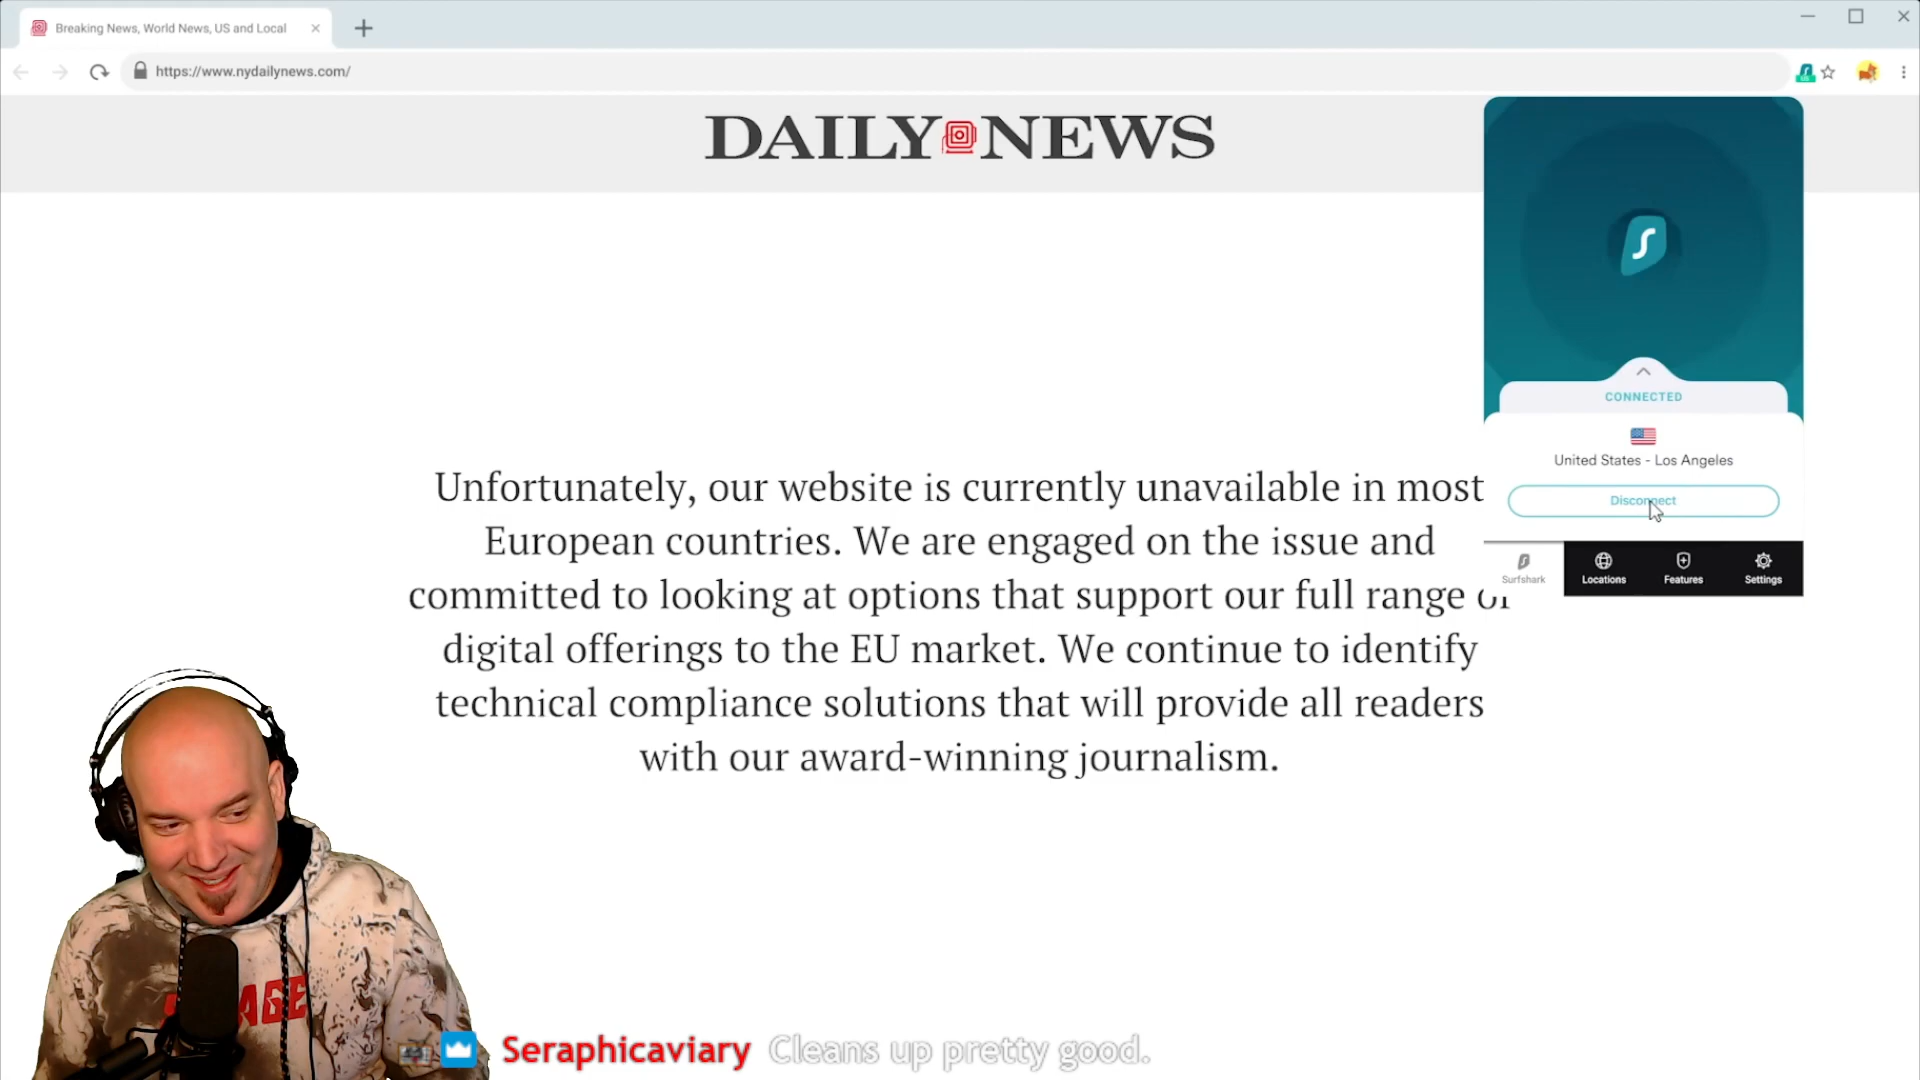 Breaking News, World News, US and Local
https://www.nydailynews.com/
DAILY NEWS
Unfortunately, our website is currently unavailable in most
European countries. We are engaged on the issue and
committed to looking at options that support our full range of
digital offerings to the EU market. We continue to identify
technical compliance solutions that will provide all readers
with our award-winning journalism.
CONNECTED
United States - Los Angeles
Disconnect
Surfshark
Locations
Features
Settings
Seraphicaviary Cleans up pretty good.